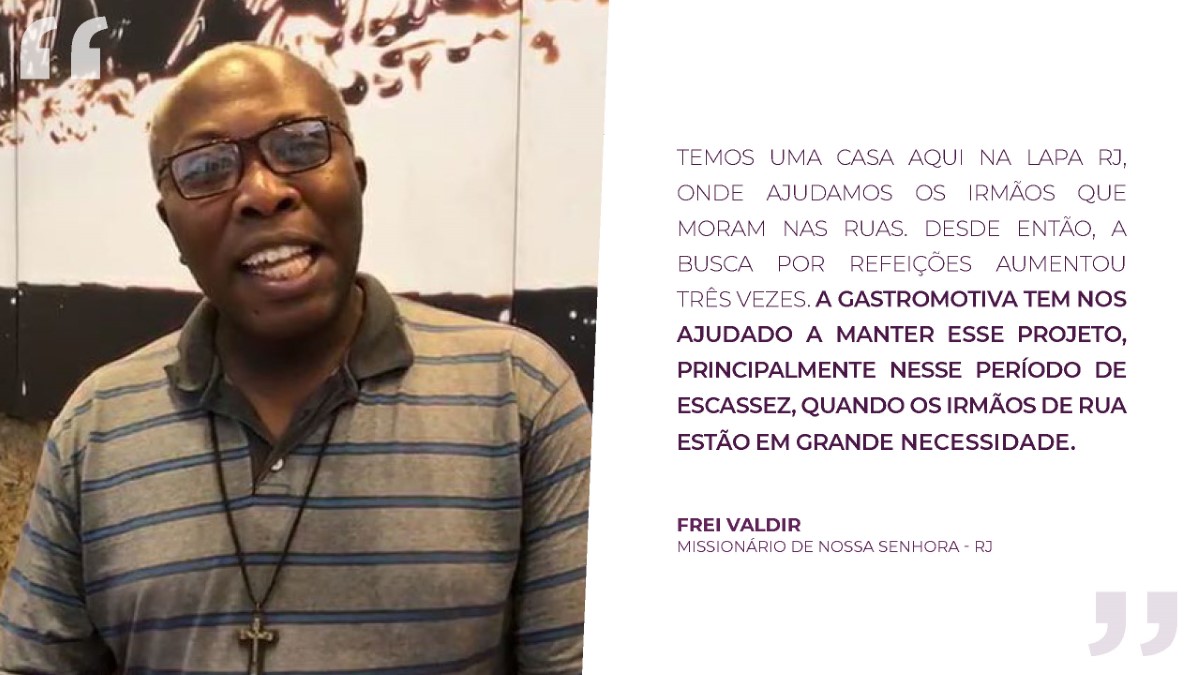 TEMOS UMA CASA AQUI NA LAPA RJ,
ONDE AJUDAMOS OS IRMÃOS QUE
MORAM NAS RUAS. DESDE ENTÃO, A
BUSCA POR REFEIÇÕES AUMENTOU
TRÊS VEZES. A GASTROMOTIVA TEM NOS
AJUDADO A MANTER ESSE PROJETO,
PRINCIPALMENTE NESSE PERÍODO DE
ESCASSEZ, QUANDO OS IRMÃOS DE RUA
ESTÃO EM GRANDE NECESSIDADE.
FREI VALDIR
MISSIONÁRIO DE NOSSA SENHORA - RJ